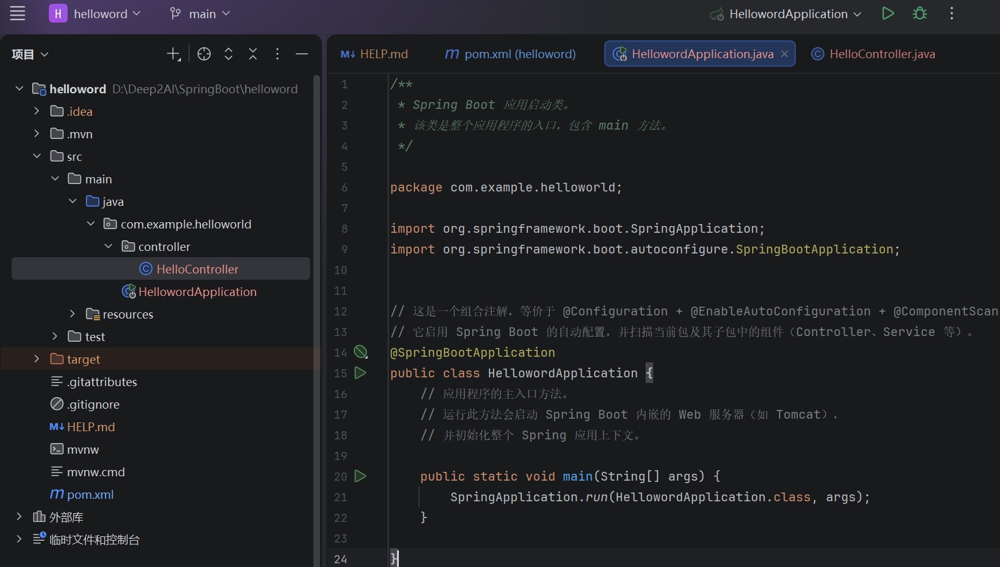 H helloword main HellowordApplication
项目
helloword D:\Deep2AI\SpringBoot\helloword
.idea
.mvn
src
main
java
com.example.helloworld
controller
HelloController
HellowordApplication
resources
test
target
.gitattributes
.gitignore
M↓ HELP.md
mvnw
mvnw.cmd
m pom.xml
外部库
临时文件和控制台
M↓ HELP.md m pom.xml (helloword) HellowordApplication.java HelloController.java
1 /**
2 * Spring Boot 应用启动类。
3 * 该类是整个应用程序的入口，包含 main 方法。
4 */
5
6 package com.example.helloworld;
7
8 import org.springframework.boot.SpringApplication;
9 import org.springframework.boot.autoconfigure.SpringBootApplication;
10
11
12 // 这是一个组合注解，等价于 @Configuration + @EnableAutoConfiguration + @ComponentScan
13 // 它启用 Spring Boot 的自动配置，并扫描当前包及其子包中的组件（Controller、Service 等）。
14 @SpringBootApplication
15 public class HellowordApplication {
16 // 应用程序的主入口方法。
17 // 运行此方法会启动 Spring Boot 内嵌的 Web 服务器（如 Tomcat），
18 // 并初始化整个 Spring 应用上下文。
19
20 public static void main(String[] args) {
21 SpringApplication.run(HellowordApplication.class, args);
22 }
23
24 }